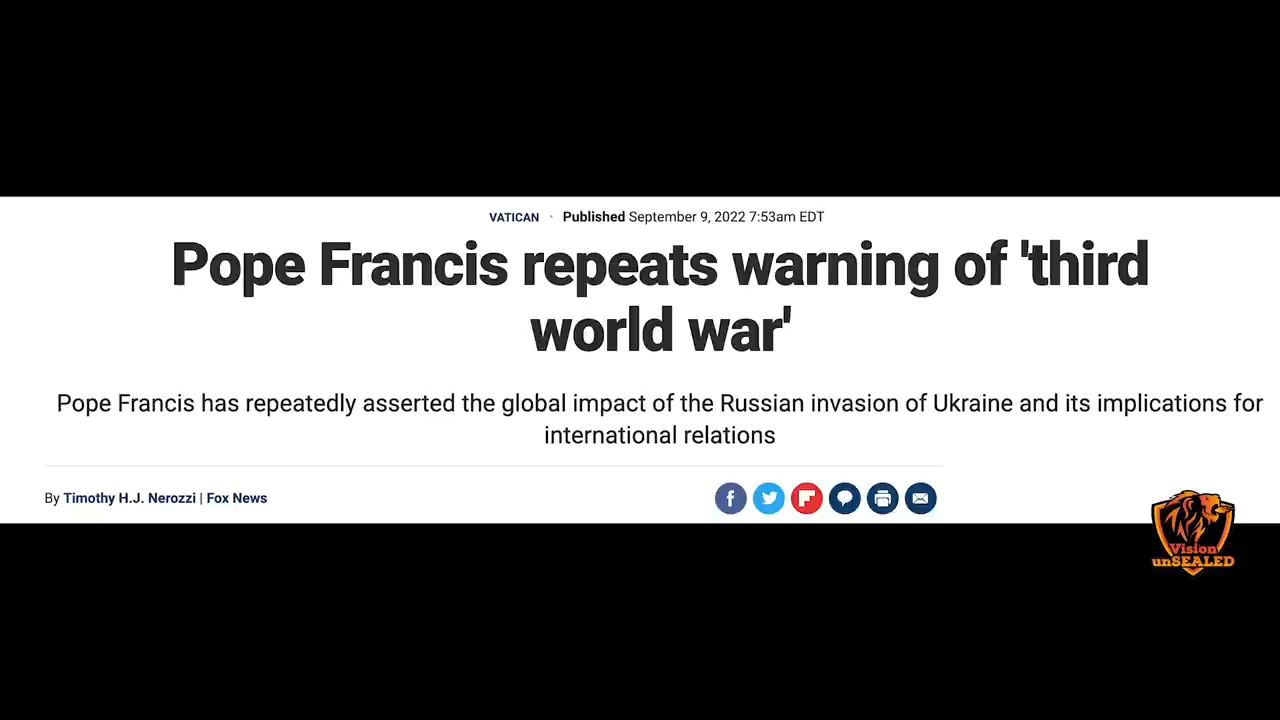 VATICAN · Published September 9, 2022 7:53am EDT
Pope Francis repeats warning of 'third
world war'
Pope Francis has repeatedly asserted the global impact of the Russian invasion of Ukraine and its implications for
international relations
By Timothy H.J. Nerozzi | Fox News
Vision
unSEALED